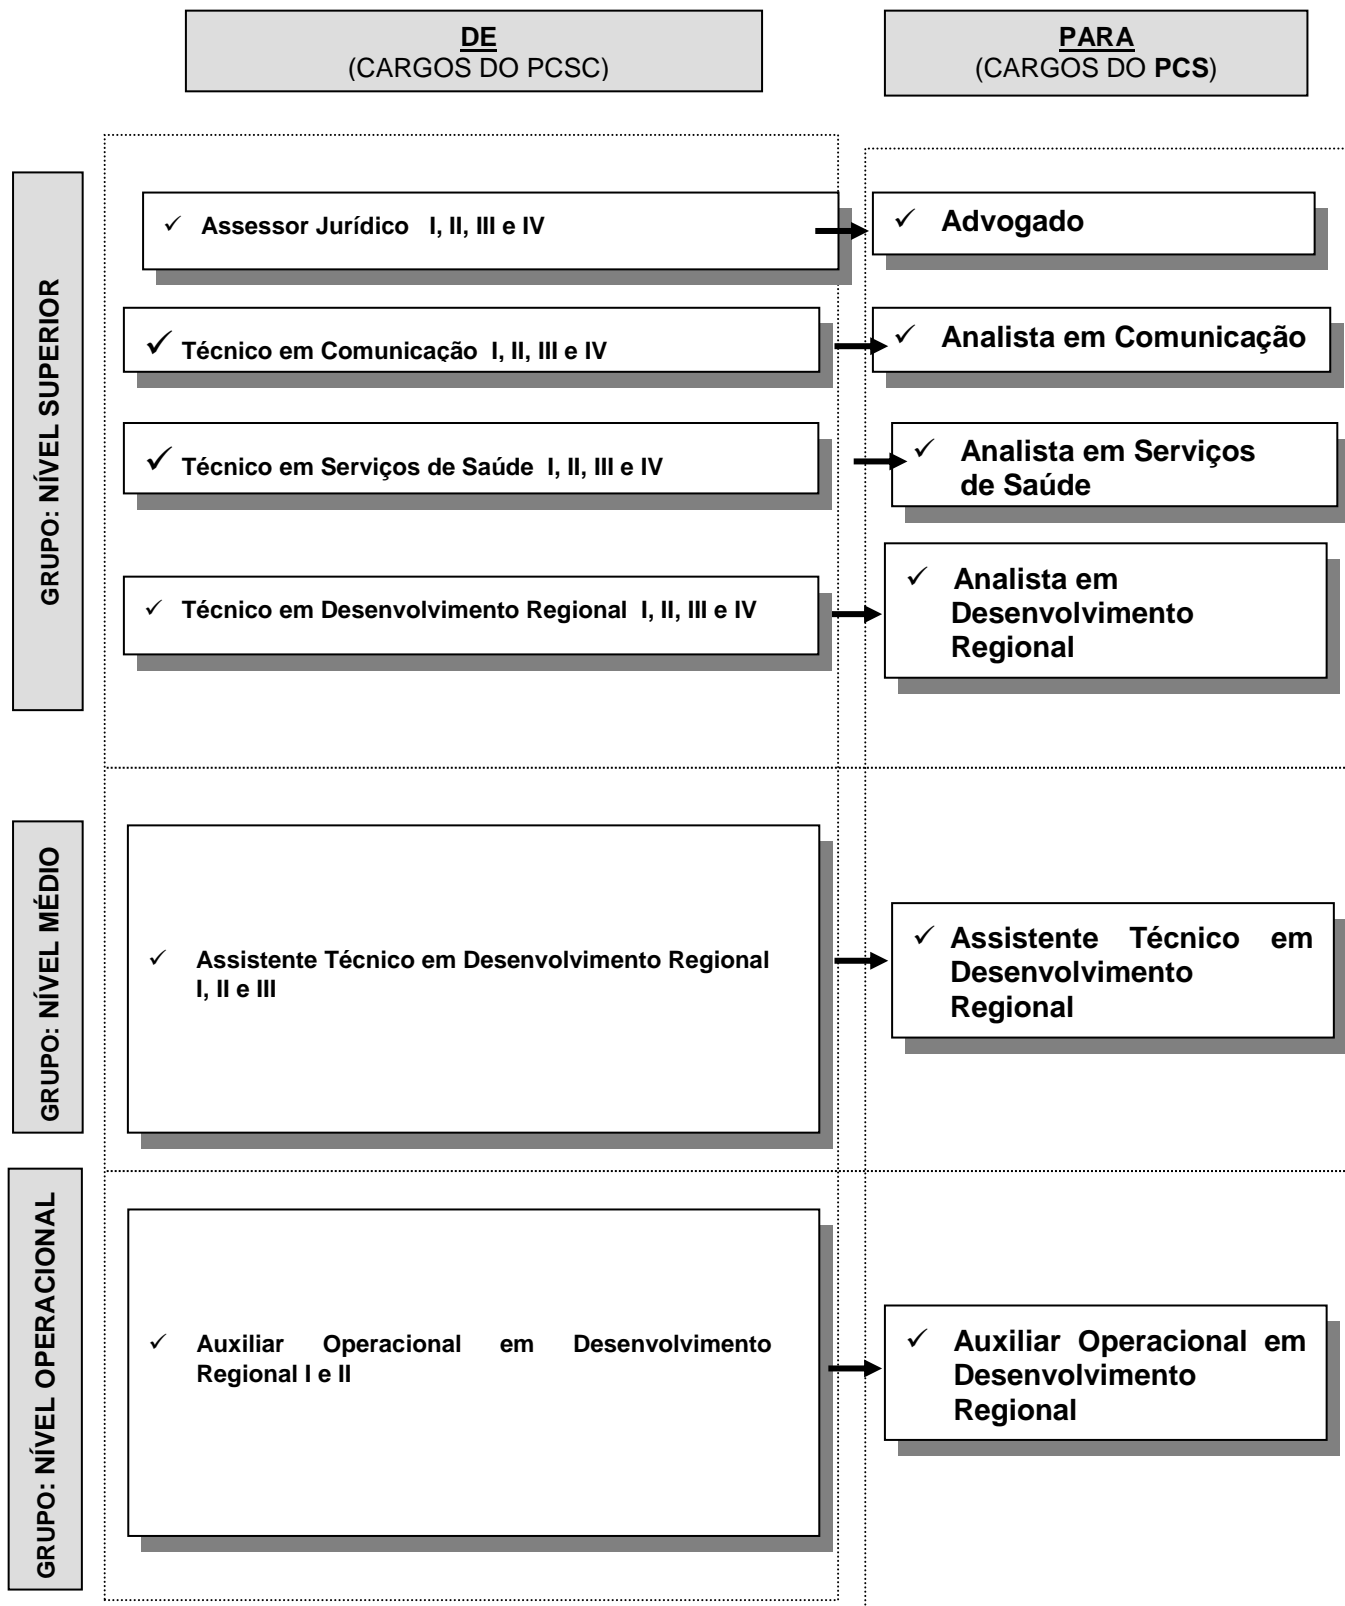 DE
(CARGOS DO PCSC)
PARA
(CARGOS DO PCS)
GRUPO: NÍVEL SUPERIOR
✓ Assessor Jurídico I, II, III e IV
✓ Advogado
✓ Técnico em Comunicação I, II, III e IV
✓ Analista em Comunicação
✓ Técnico em Serviços de Saúde I, II, III e IV
✓ Analista em Serviços
de Saúde
✓ Técnico em Desenvolvimento Regional I, II, III e IV
✓ Analista em
Desenvolvimento
Regional
GRUPO: NÍVEL MÉDIO
✓ Assistente Técnico em Desenvolvimento Regional
I, II e III
✓ Assistente Técnico em
Desenvolvimento
Regional
GRUPO: NÍVEL OPERACIONAL
✓ Auxiliar Operacional em Desenvolvimento
Regional I e II
✓ Auxiliar Operacional em
Desenvolvimento
Regional